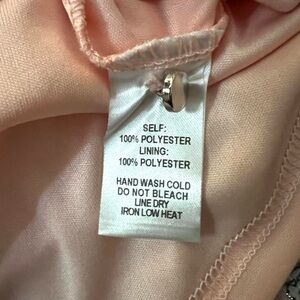 SELF:
100% POLYESTER
LINING:
100% POLYESTER
HAND WASH COLD
DO NOT BLEACH
LINE DRY
IRON LOW HEAT